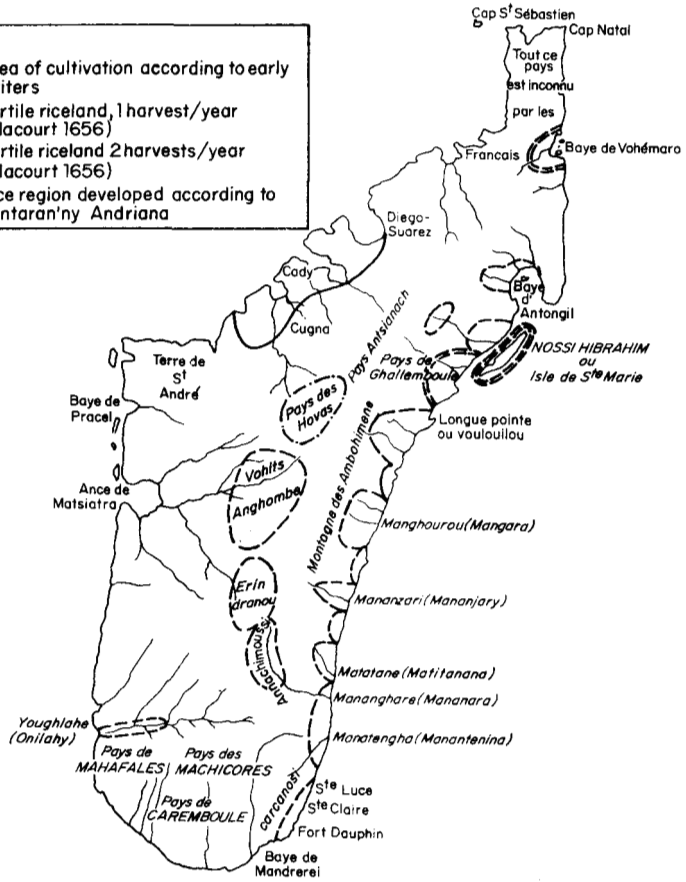 ea of cultivation according to early
iters
rtile riceland, 1 harvest/year
lacourt 1656)
rtile riceland 2 harvests/year
lacourt 1656)
ce region developed according to
ntaran'ny Andriana
Cap St Sébastien
Cap Natal
Tout ce
pays
est inconnu
par les
Francais
Baye de Vohémaro
Diego-
Suarez
Cady
Cugna
Baye
d'
Antongil
Pays Antsianach
NOSSI HIBRAHIM
ou
Isle de Ste Marie
Pays de
Ghallemboule
Terre de
St
André
Pays des
Hovas
Baye de
Pracel
Longue pointe
ou voulouilou
Montagne des Ambohimene
Vohits
Anghombe
Ance de
Matsiatra
Manghourou (Mangara)
Erin
dranou
Mananzari (Mananjary)
Annachimoussi
Matatane (Matitanana)
Mananghare (Mananara)
Youghlahe
(Onilahy)
Manatengha (Manantenina)
Pays de
MAHAFALES
Pays des
MACHICORES
Pays de
CAREMBOULE
carcanosi
Ste Luce
Ste Claire
Fort Dauphin
Baye de
Mandrerei